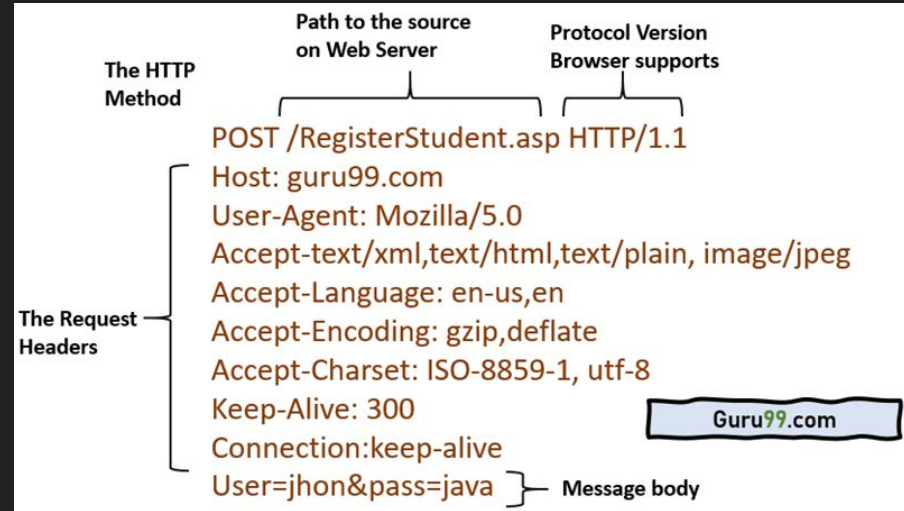 Path to the source
on Web Server
Protocol Version
Browser supports
The HTTP
Method
POST /RegisterStudent.asp HTTP/1.1
Host: guru99.com
User-Agent: Mozilla/5.0
Accept-text/xml,text/html,text/plain, image/jpeg
Accept-Language: en-us,en
Accept-Encoding: gzip,deflate
Accept-Charset: ISO-8859-1, utf-8
Keep-Alive: 300
Connection:keep-alive
The Request
Headers
User=jhon&pass=java
Message body
Guru99.com